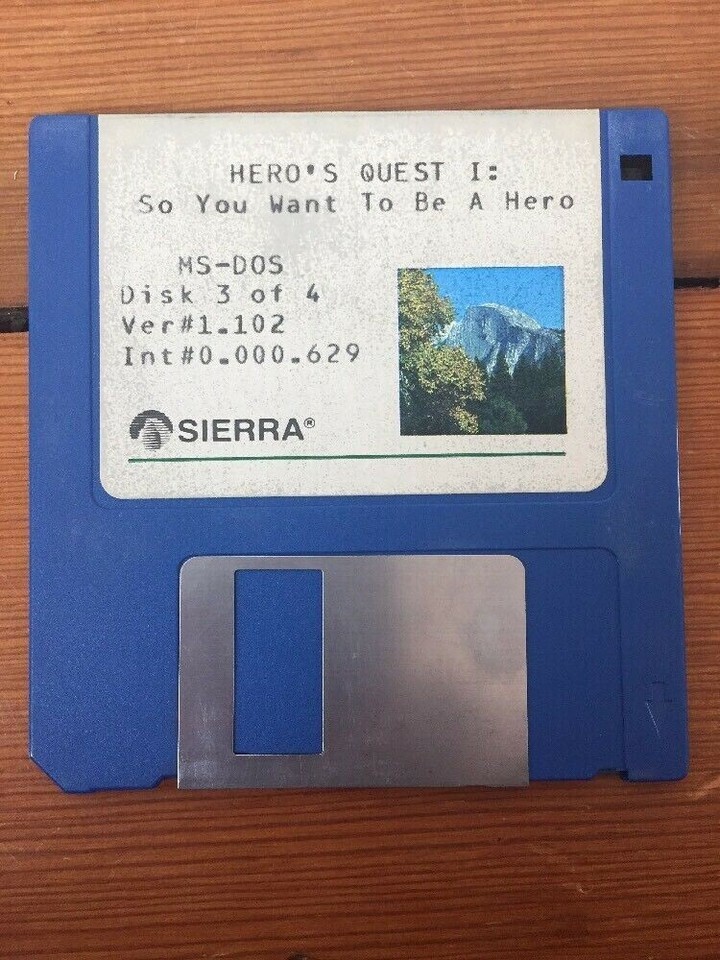 HERO'S QUEST I:
So You Want To Be A Hero
MS-DOS
Disk 3 of 4
Ver#1.102
Int#0.000.629
SIERRA®